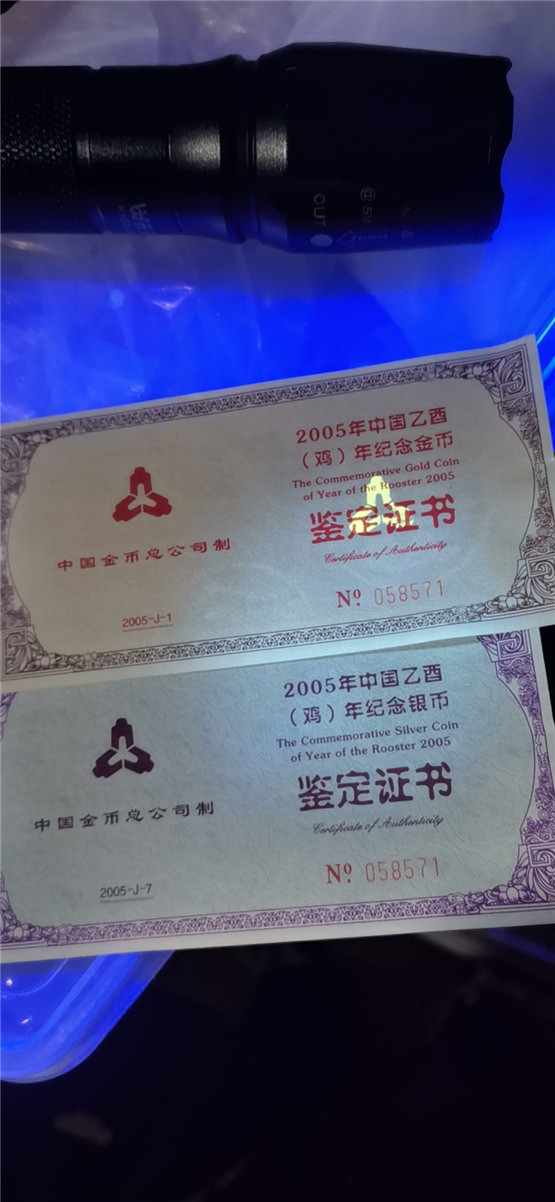 OUT
2005年中国乙酉
（鸡）年纪念金币
The Commemorative Gold Coin
of Year of the Rooster 2005
鉴定证书
Certificate of Authenticity
中国金币总公司制
Nº 058571
2005-J-1
2005年中国乙酉
（鸡）年纪念银币
The Commemorative Silver Coin
of Year of the Rooster 2005
鉴定证书
Certificate of Authenticity
中国金币总公司制
Nº 058571
2005-J-7